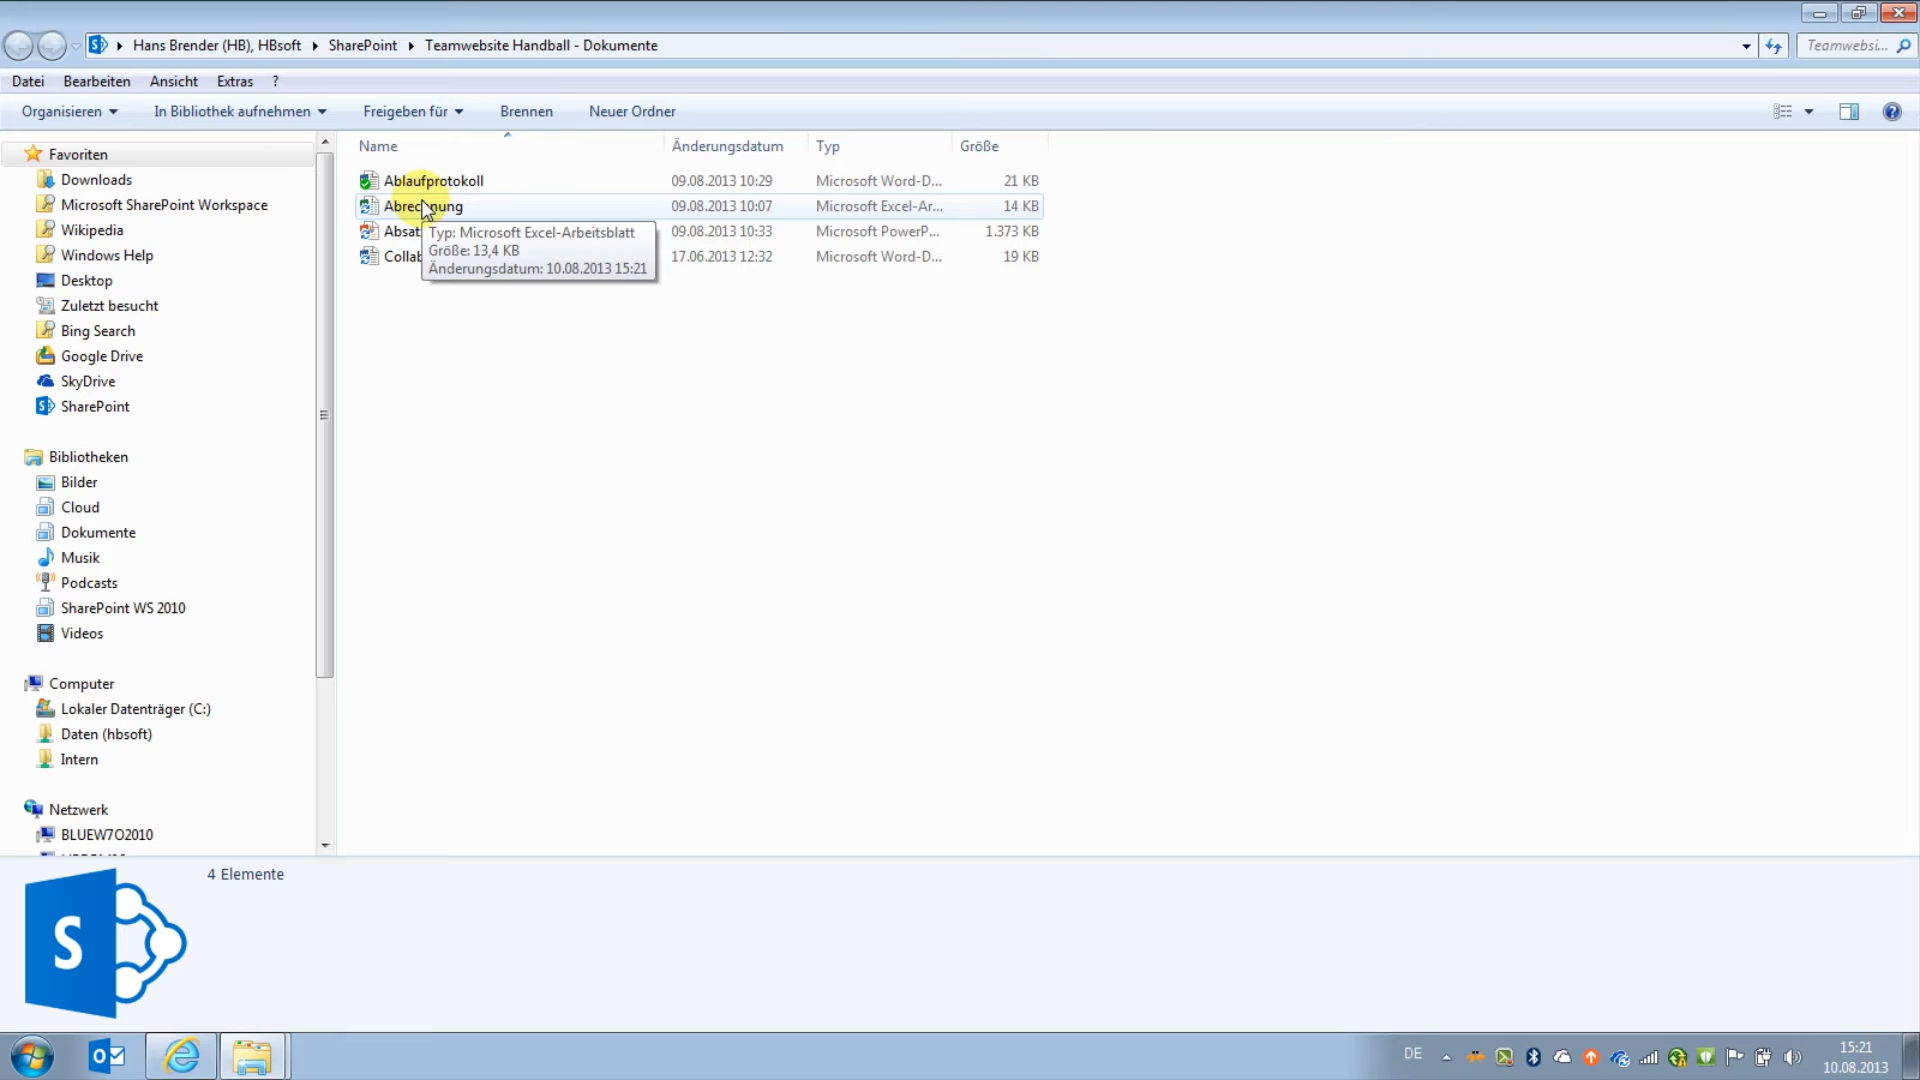 Hans Brender (HB), HBsoft SharePoint Teamwebsite Handball - Dokumente
Teamwebsi...
Datei Bearbeiten Ansicht Extras ?
Organisieren In Bibliothek aufnehmen Freigeben für Brennen Neuer Ordner
Name Änderungsdatum Typ Größe
Favoriten
Downloads
Microsoft SharePoint Workspace
Wikipedia
Windows Help
Desktop
Zuletzt besucht
Bing Search
Google Drive
SkyDrive
SharePoint
Bibliotheken
Bilder
Cloud
Dokumente
Musik
Podcasts
SharePoint WS 2010
Videos
Computer
Lokaler Datenträger (C:)
Daten (hbsoft)
Intern
Netzwerk
BLUEW7O2010
Ablaufprotokoll 09.08.2013 10:29 Microsoft Word-D... 21 KB
Abrechnung 09.08.2013 10:07 Microsoft Excel-Ar... 14 KB
Absat 09.08.2013 10:33 Microsoft PowerP... 1.373 KB
Collab 17.06.2013 12:32 Microsoft Word-D... 19 KB
Typ: Microsoft Excel-Arbeitsblatt
Größe: 13,4 KB
Änderungsdatum: 10.08.2013 15:21
4 Elemente
S
DE
15:21
10.08.2013